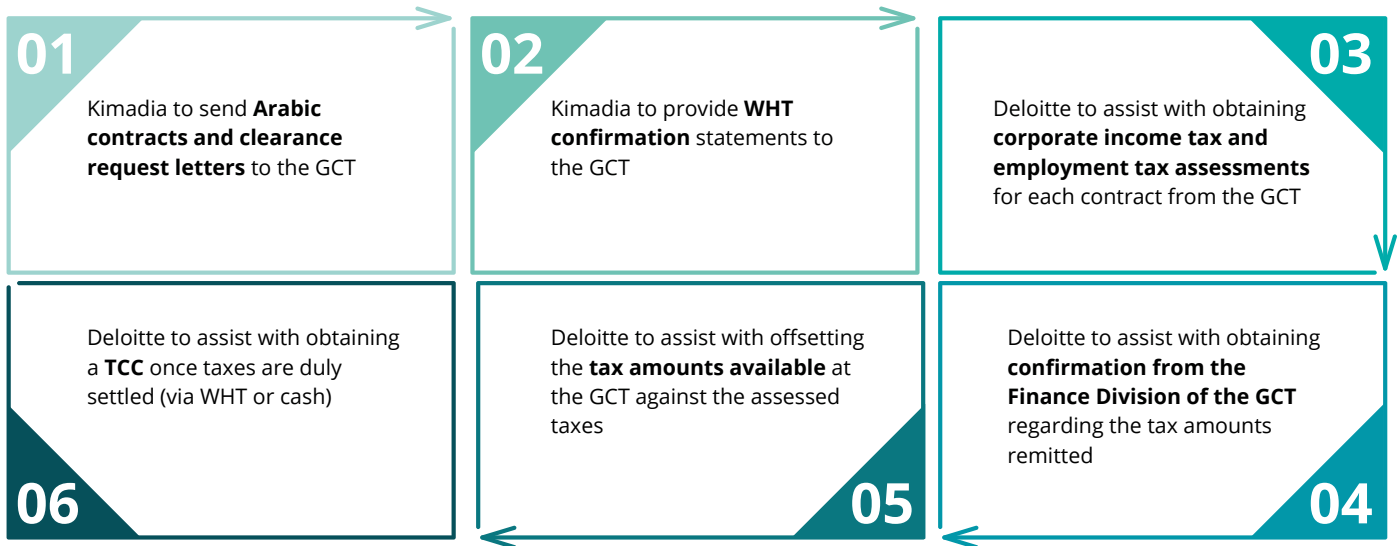 01
Kimadia to send Arabic
contracts and clearance
request letters to the GCT
02
Kimadia to provide WHT
confirmation statements to
the GCT
03
Deloitte to assist with obtaining
corporate income tax and
employment tax assessments
for each contract from the GCT
04
Deloitte to assist with obtaining
confirmation from the
Finance Division of the GCT
regarding the tax amounts
remitted
05
Deloitte to assist with offsetting
the tax amounts available at
the GCT against the assessed
taxes
06
Deloitte to assist with obtaining
a TCC once taxes are duly
settled (via WHT or cash)